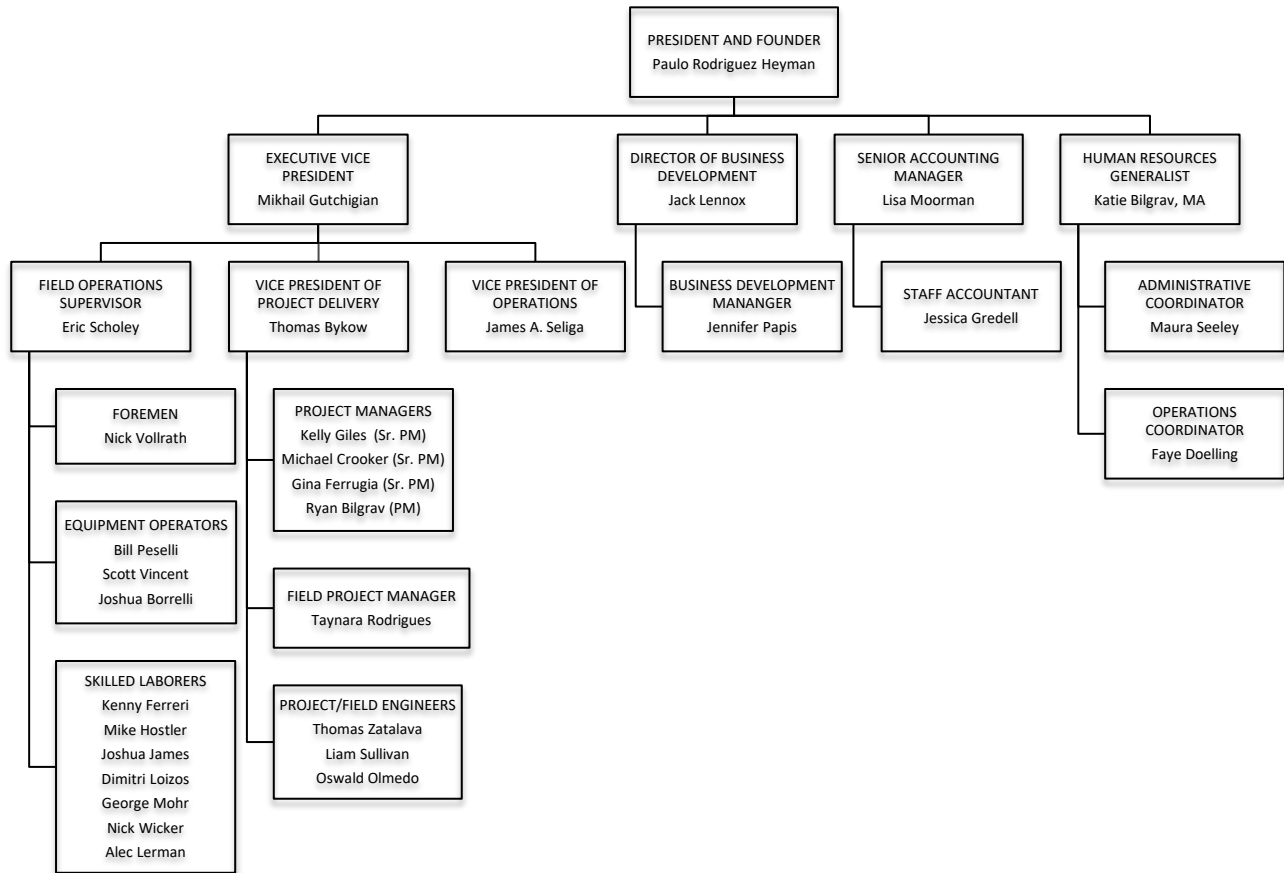 PRESIDENT AND FOUNDER
Paulo Rodriguez Heyman
EXECUTIVE VICE
PRESIDENT
Mikhail Gutchigian
DIRECTOR OF BUSINESS
DEVELOPMENT
Jack Lennox
SENIOR ACCOUNTING
MANAGER
Lisa Moorman
HUMAN RESOURCES
GENERALIST
Katie Bilgrav, MA
FIELD OPERATIONS
SUPERVISOR
Eric Scholey
VICE PRESIDENT OF
PROJECT DELIVERY
Thomas Bykow
VICE PRESIDENT OF
OPERATIONS
James A. Seliga
BUSINESS DEVELOPMENT
MANANGER
Jennifer Papis
STAFF ACCOUNTANT
Jessica Gredell
ADMINISTRATIVE
COORDINATOR
Maura Seeley
FOREMEN
Nick Vollrath
PROJECT MANAGERS
Kelly Giles (Sr. PM)
Michael Crooker (Sr. PM)
Gina Ferrugia (Sr. PM)
Ryan Bilgrav (PM)
OPERATIONS
COORDINATOR
Faye Doelling
EQUIPMENT OPERATORS
Bill Peselli
Scott Vincent
Joshua Borrelli
FIELD PROJECT MANAGER
Taynara Rodrigues
SKILLED LABORERS
Kenny Ferreri
Mike Hostler
Joshua James
Dimitri Loizos
George Mohr
Nick Wicker
Alec Lerman
PROJECT/FIELD ENGINEERS
Thomas Zatalava
Liam Sullivan
Oswald Olmedo